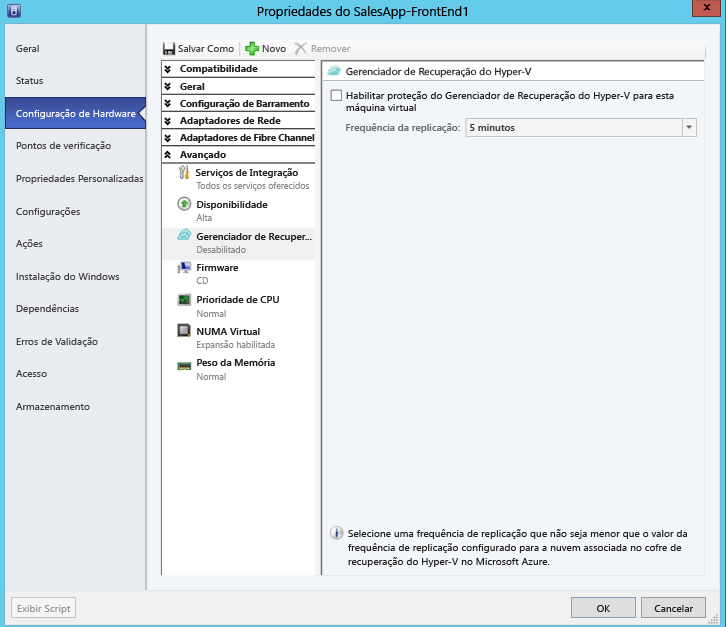 Propriedades do SalesApp-FrontEnd1
x
Geral
Status
Configuração de Hardware
Pontos de verificação
Propriedades Personalizadas
Configurações
Ações
Instalação do Windows
Dependências
Erros de Validação
Acesso
Armazenamento
Salvar Como Novo Remover
Compatibilidade
Geral
Configuração de Barramento
Adaptadores de Rede
Adaptadores de Fibre Channel
Avançado
Serviços de Integração
Todos os serviços oferecidos
Disponibilidade
Alta
Gerenciador de Recuper...
Desabilitado
Firmware
CD
Prioridade de CPU
Normal
NUMA Virtual
Expansão habilitada
Peso da Memória
Normal
Gerenciador de Recuperação do Hyper-V
Habilitar proteção do Gerenciador de Recuperação do Hyper-V para esta
máquina virtual
Frequência da replicação: 5 minutos
Selecione uma frequência de replicação que não seja menor que o valor da
frequência de replicação configurado para a nuvem associada no cofre de
recuperação do Hyper-V no Microsoft Azure.
Exibir Script
OK
Cancelar